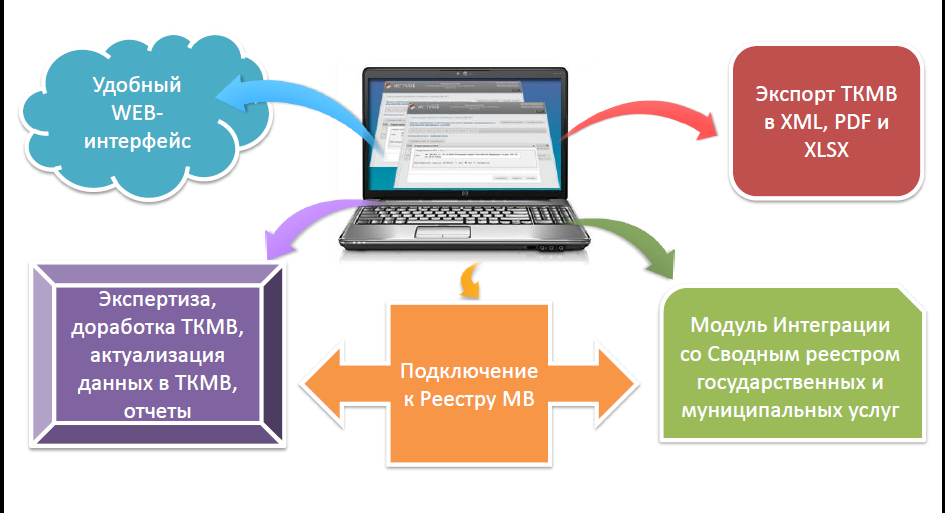 Удобный
WEB-
интерфейс
Экспорт ТКМВ
в XML, PDF и
XLSX
Экспертиза,
доработка ТКМВ,
актуализация
данных в ТКМВ,
отчеты
Подключение
к Реестру МВ
Модуль Интеграции
со Сводным реестром
государственных и
муниципальных услуг